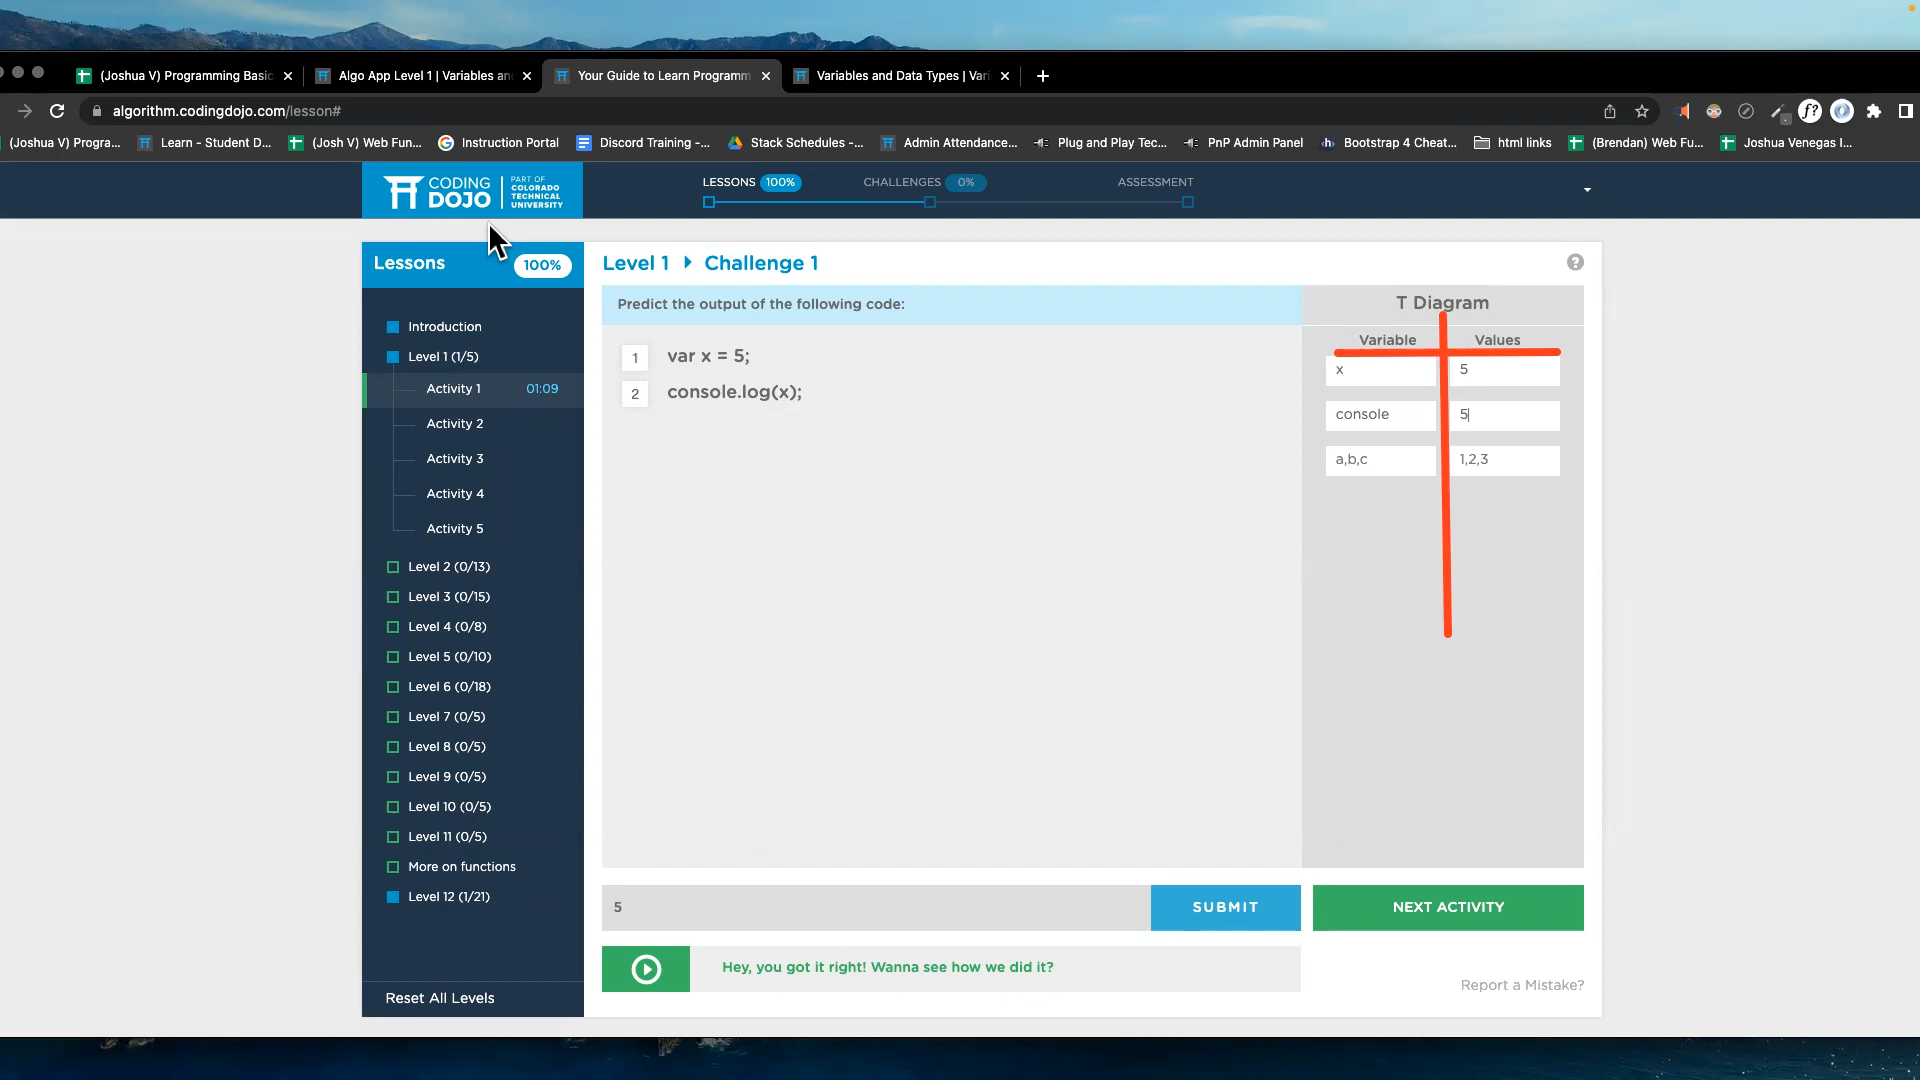 (Joshua V) Programming Basic
Algo App Level 1 | Variables an
Your Guide to Learn Programm
Variables and Data Types | Vari
algorithm.codingdojo.com/lesson#
(Joshua V) Progra...
Learn - Student D...
(Josh V) Web Fun...
Instruction Portal
Discord Training -...
Stack Schedules -...
Admin Attendance...
Plug and Play Tec...
PnP Admin Panel
Bootstrap 4 Cheat...
html links
(Brendan) Web Fu...
Joshua Venegas I...
CODING DOJO
PART OF
COLORADO
TECHNICAL
UNIVERSITY
LESSONS 100%
CHALLENGES 0%
ASSESSMENT
Lessons 100%
Introduction
Level 1 (1/5)
Activity 1 01:09
Activity 2
Activity 3
Activity 4
Activity 5
Level 2 (0/13)
Level 3 (0/15)
Level 4 (0/8)
Level 5 (0/10)
Level 6 (0/18)
Level 7 (0/5)
Level 8 (0/5)
Level 9 (0/5)
Level 10 (0/5)
Level 11 (0/5)
More on functions
Level 12 (1/21)
Reset All Levels
Level 1 Challenge 1
Predict the output of the following code:
1 var x = 5;
2 console.log(x);
T Diagram
Variable Values
x 5
console 5
a,b,c 1,2,3
5
SUBMIT
NEXT ACTIVITY
Hey, you got it right! Wanna see how we did it?
Report a Mistake?